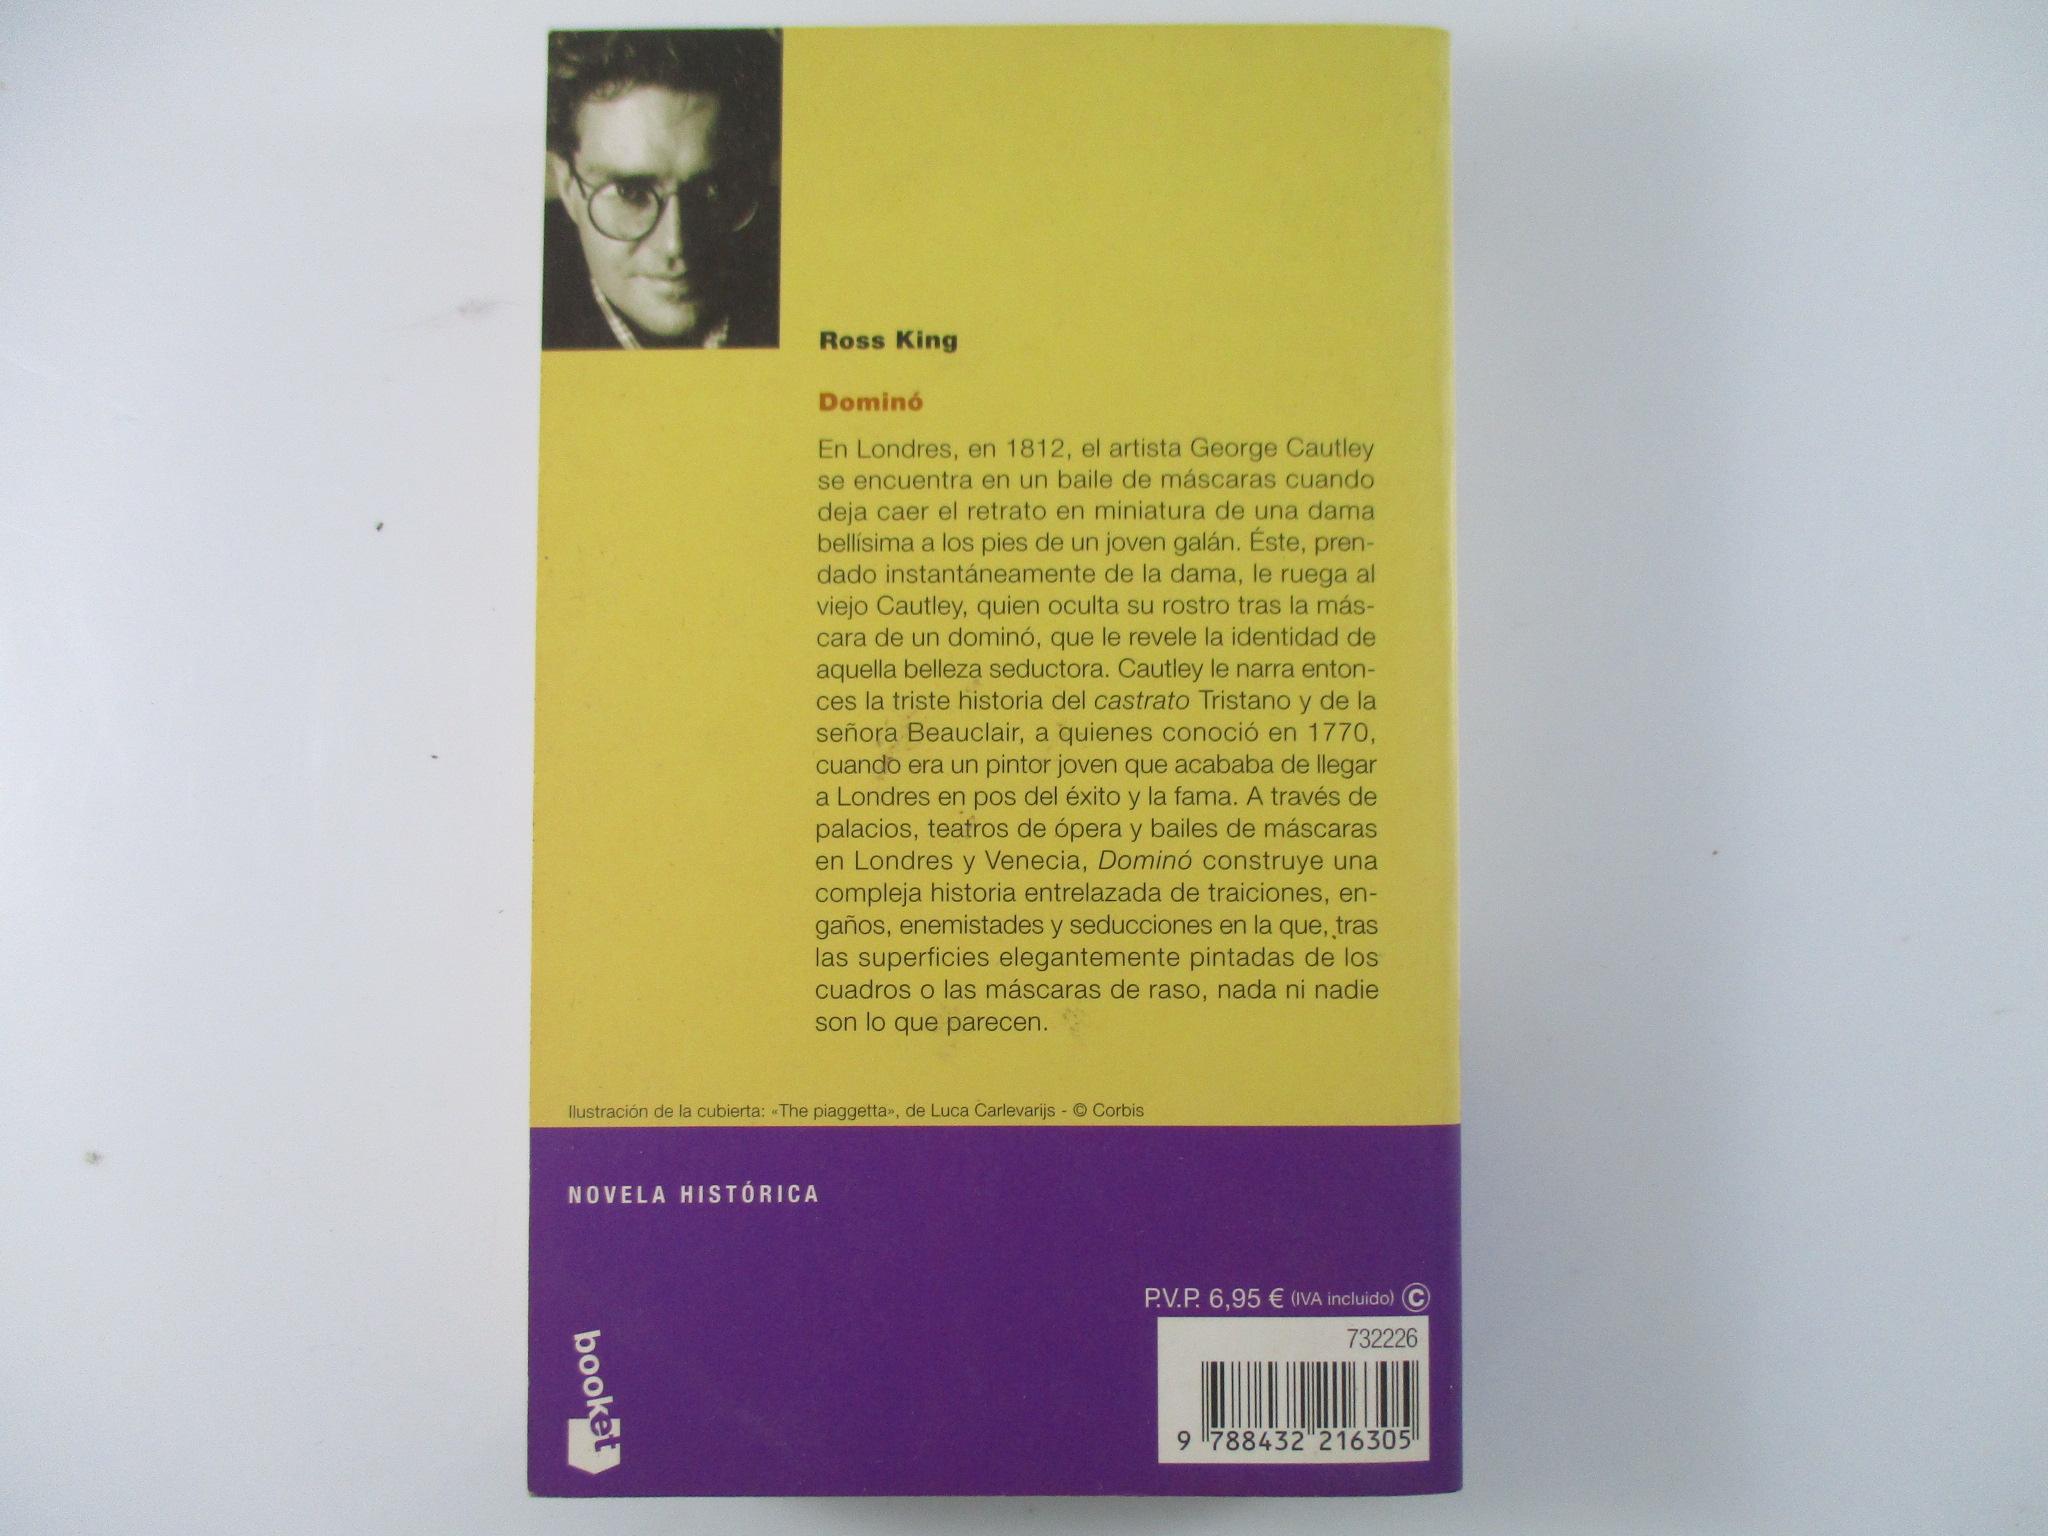 Ross King
Dominó
En Londres, en 1812, el artista George Cautley
se encuentra en un baile de máscaras cuando
deja caer el retrato en miniatura de una dama
bellísima a los pies de un joven galán. Éste, pren-
dado instantáneamente de la dama, le ruega al
viejo Cautley, quien oculta su rostro tras la más-
cara de un dominó, que le revele la identidad de
aquella belleza seductora. Cautley le narra enton-
ces la triste historia del castrato Tristano y de la
señora Beauclair, a quienes conoció en 1770,
cuando era un pintor joven que acababa de llegar
a Londres en pos del éxito y la fama. A través de
palacios, teatros de ópera y bailes de máscaras
en Londres y Venecia, Dominó construye una
compleja historia entrelazada de traiciones, en-
gaños, enemistades y seducciones en la que, tras
las superficies elegantemente pintadas de los
cuadros o las máscaras de raso, nada ni nadie
son lo que parecen.
Ilustración de la cubierta: «The piaggetta», de Luca Carlevarijs - © Corbis
NOVELA HISTÓRICA
P.V.P. 6,95 € (IVA incluido) ©
732226
9 788432 216305
booket